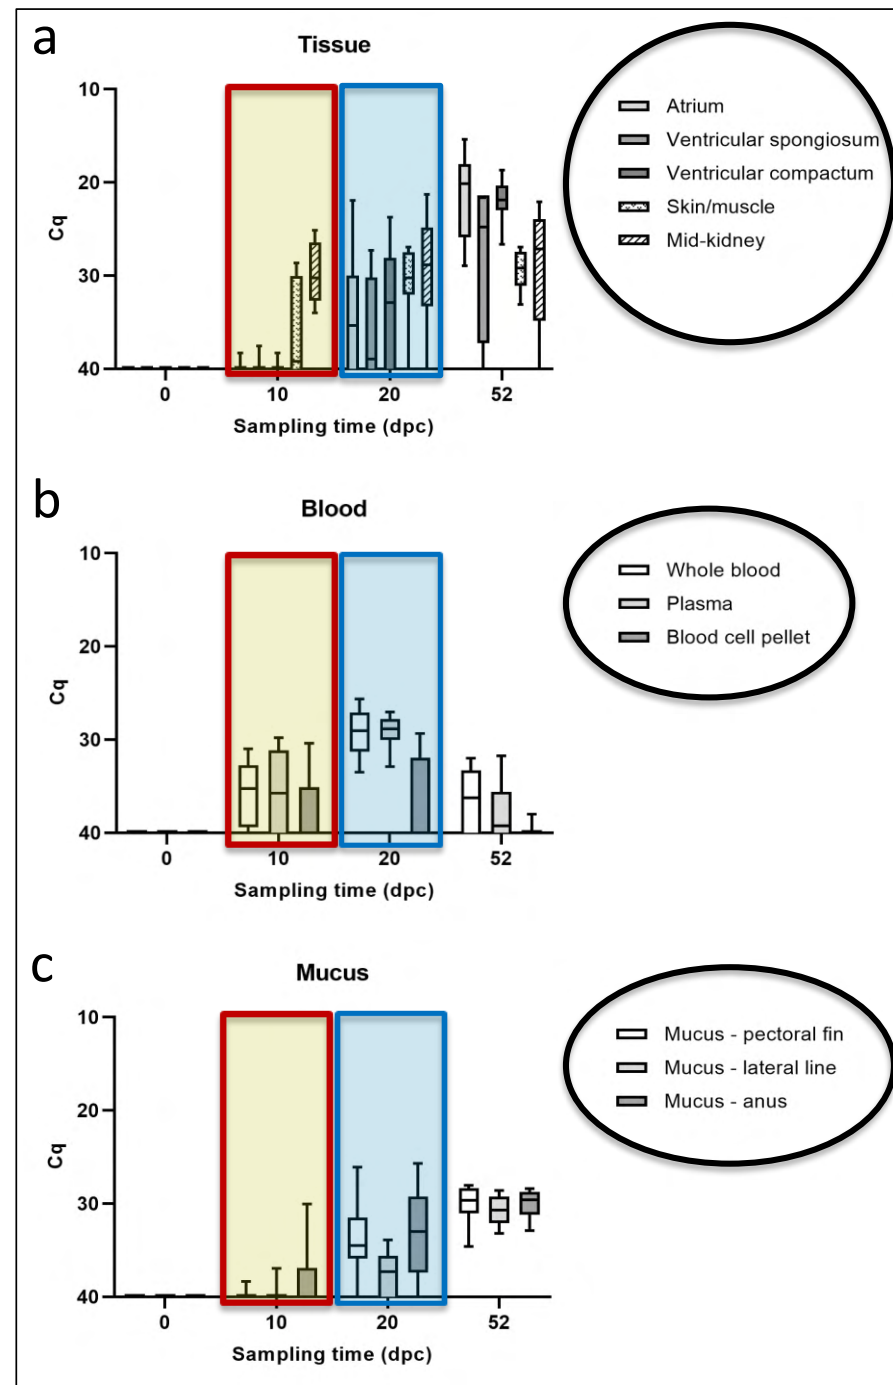 a
Tissue
10
20
30
40
Cq
0 10 20 52
Sampling time (dpc)
Atrium
Ventricular spongiosum
Ventricular compactum
Skin/muscle
Mid-kidney
b
Blood
10
20
30
40
Cq
0 10 20 52
Sampling time (dpc)
Whole blood
Plasma
Blood cell pellet
c
Mucus
10
20
30
40
Cq
0 10 20 52
Sampling time (dpc)
Mucus - pectoral fin
Mucus - lateral line
Mucus - anus